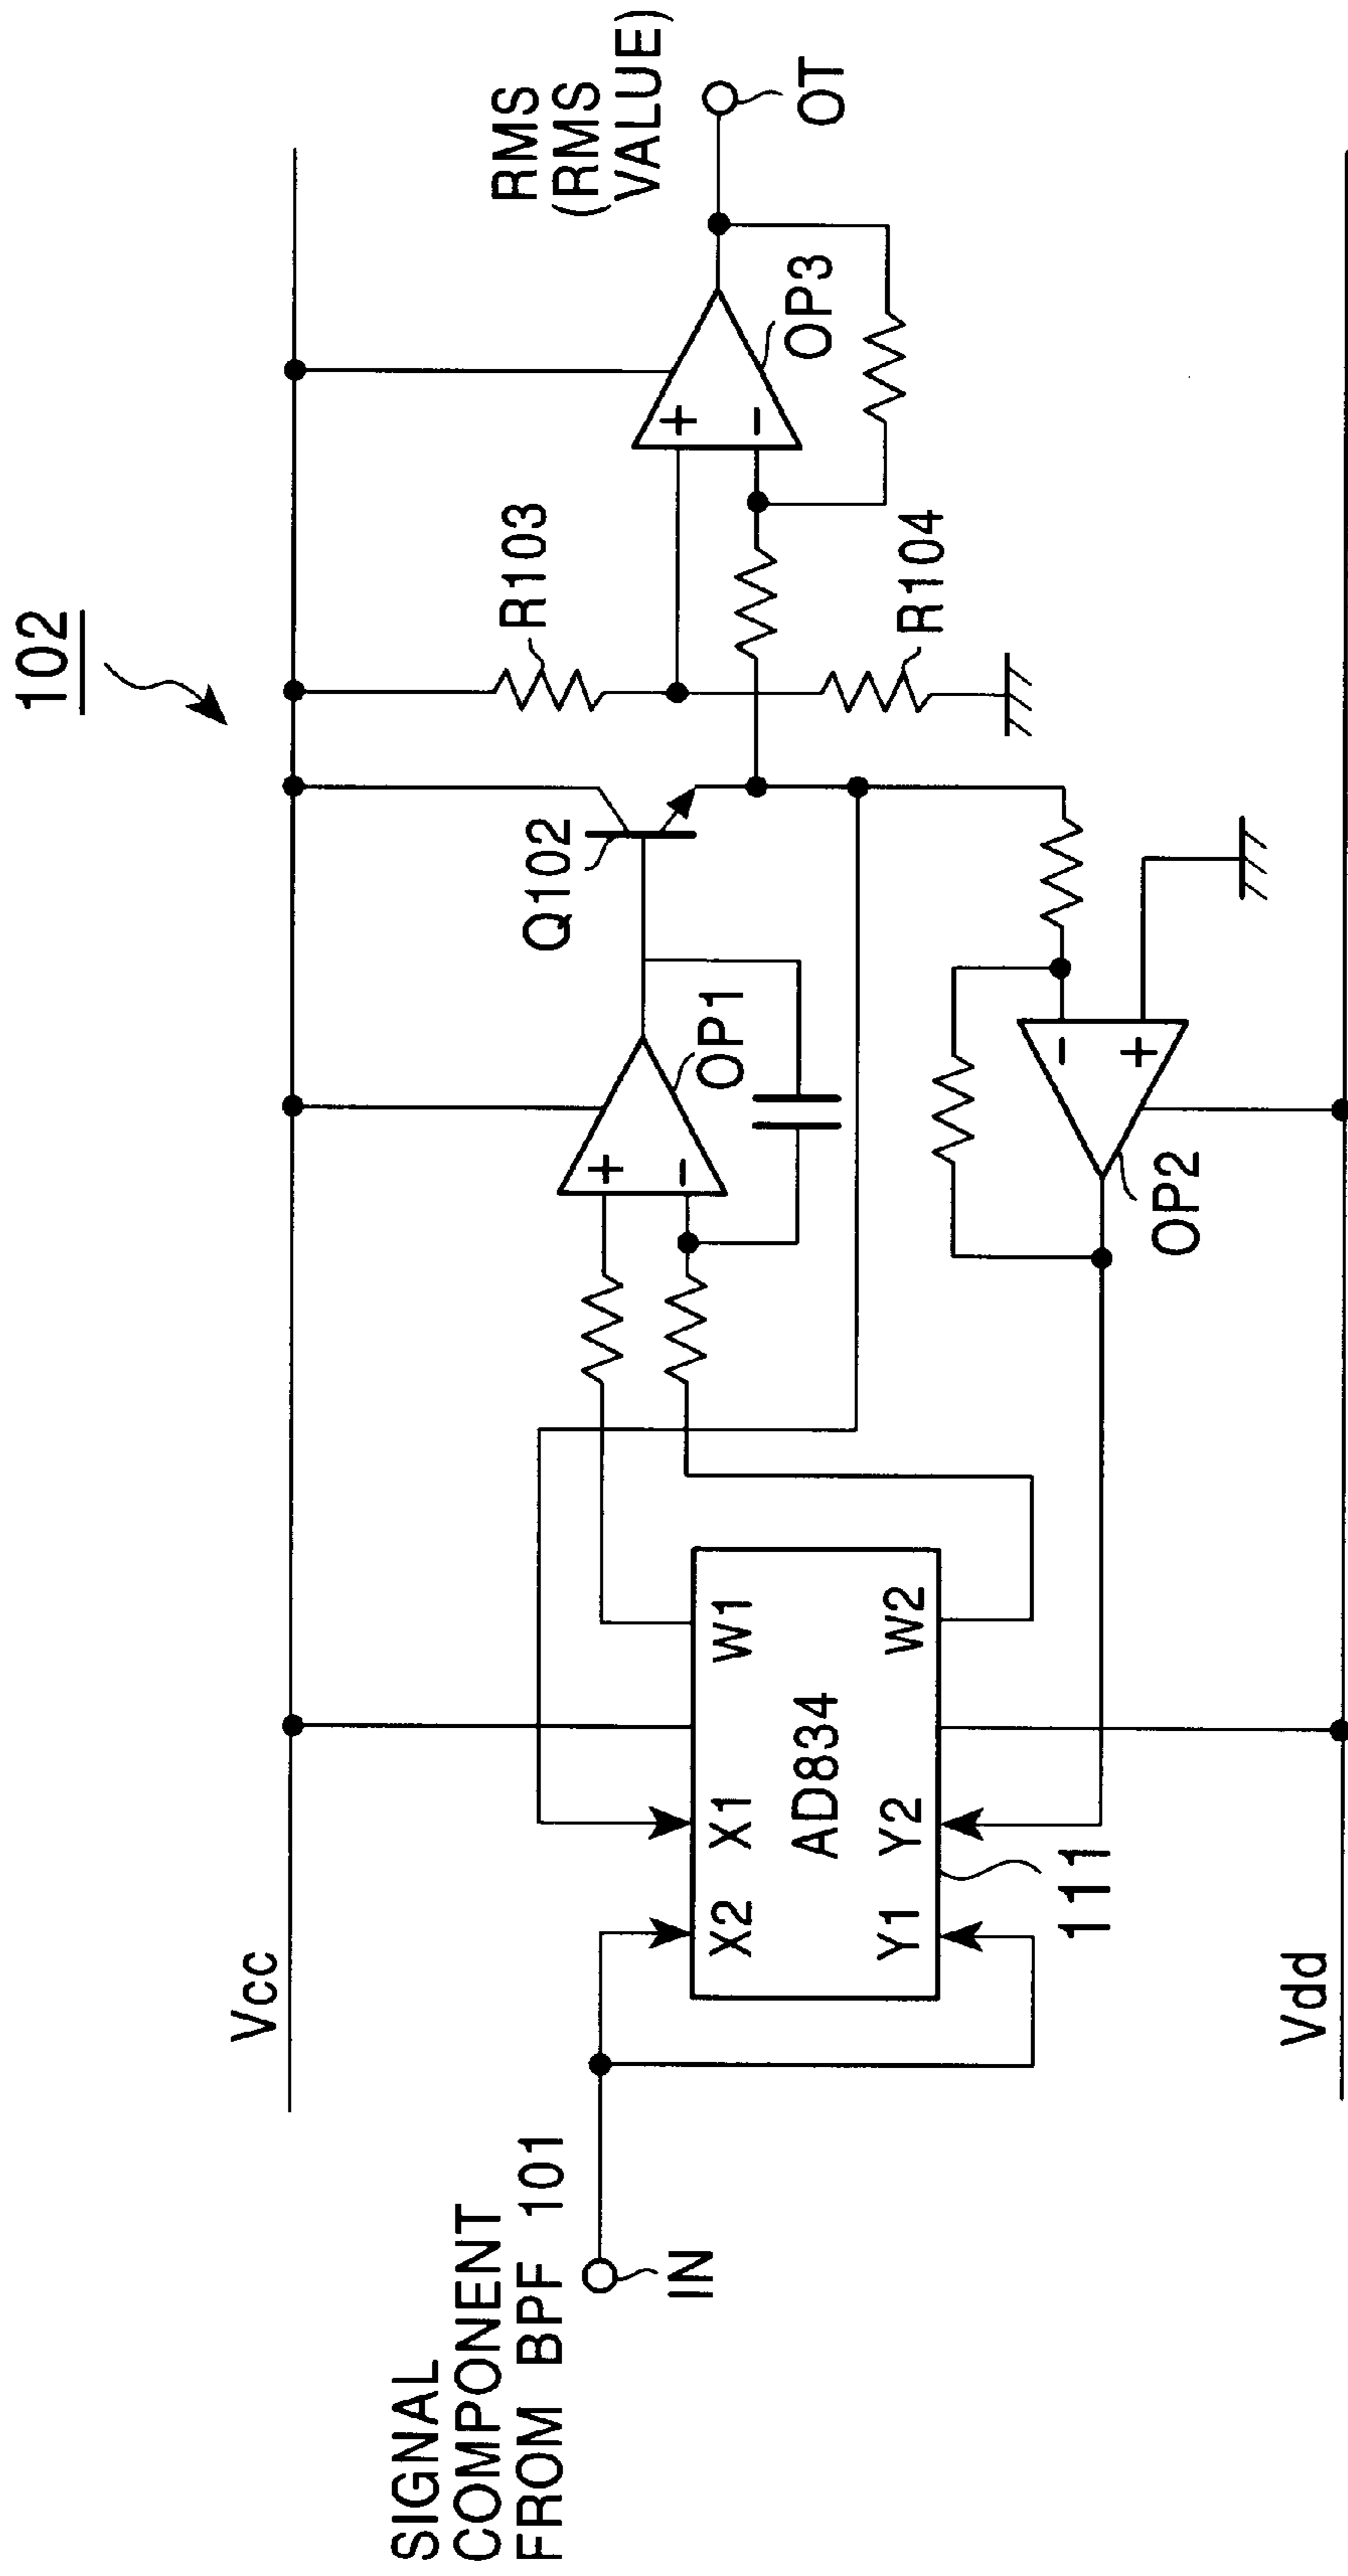 102
Vcc
SIGNAL
COMPONENT
FROM BPF 101
IN
X2
X1
W1
AD834
Y1
Y2
W2
111
+
-
OP1
Q102
R103
R104
+
-
OP3
RMS
(RMS
VALUE)
OT
-
+
OP2
Vdd